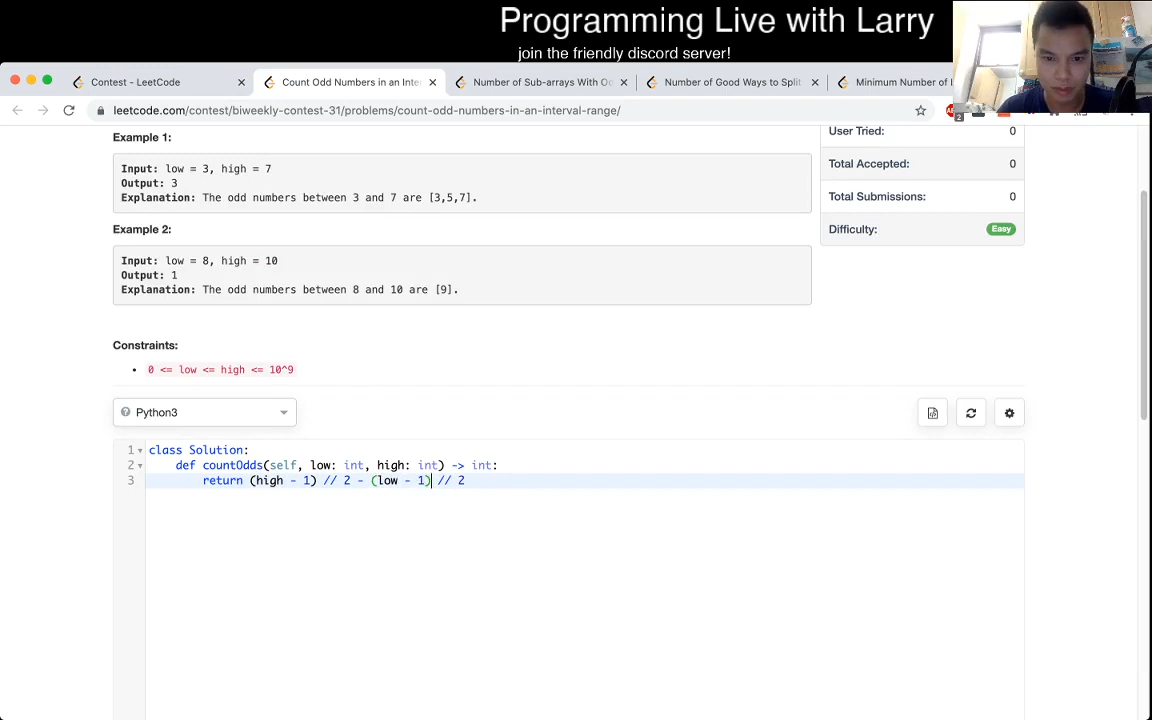 Programming Live with Larry
join the friendly discord server!
Contest - LeetCode
Count Odd Numbers in an Inte
Number of Sub-arrays With Od
Number of Good Ways to Split
Minimum Number of
leetcode.com/contest/biweekly-contest-31/problems/count-odd-numbers-in-an-interval-range/
2
Example 1:
Input: low = 3, high = 7
Output: 3
Explanation: The odd numbers between 3 and 7 are [3,5,7].
Example 2:
Input: low = 8, high = 10
Output: 1
Explanation: The odd numbers between 8 and 10 are [9].
Constraints:
• 0 <= low <= high <= 10^9
User Tried: 0
Total Accepted: 0
Total Submissions: 0
Difficulty: Easy
Python3
1 class Solution:
2 def countOdds(self, low: int, high: int) -> int:
3 return (high - 1) // 2 - (low - 1) // 2